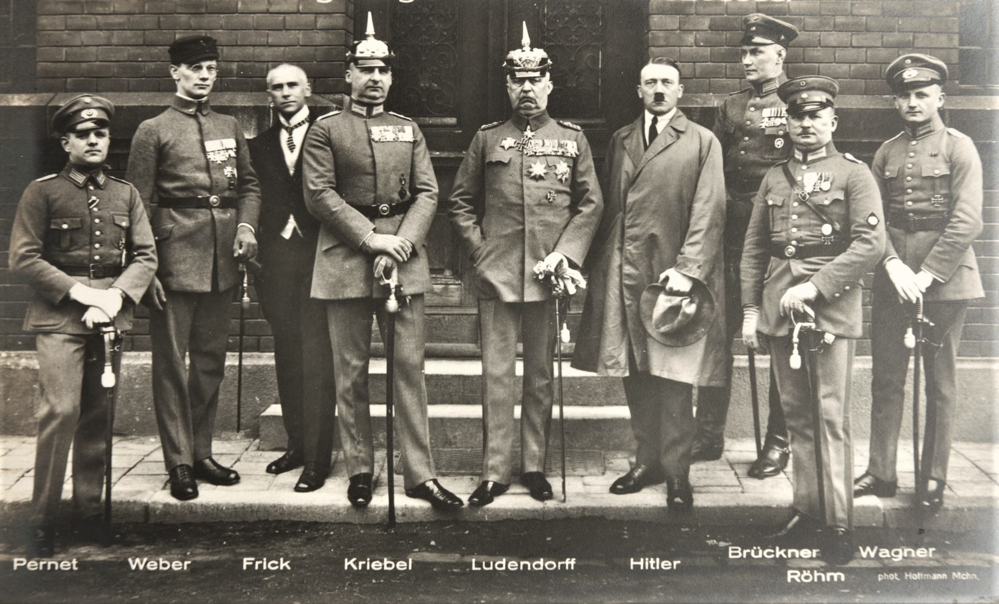 Pernet Weber Frick Kriebel Ludendorff Hitler Brückner Wagner
Röhm phot. Hoffmann Mchn.